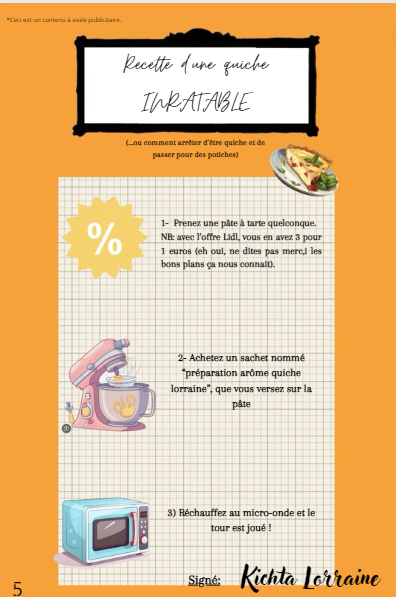 *Ceci est un contenu à visée publicitaire.
Recette d'une quiche
INRATABLE
(...ou comment arrêter d'être quiche et de
passer pour des potiches)
%
1- Prenez une pâte à tarte quelconque.
NB: avec l'offre Lidl, vous en avez 3 pour
1 euros (eh oui, ne dites pas merc,i les
bons plans ça nous connait).
2- Achetez un sachet nommé
"préparation arôme quiche
lorraine", que vous versez sur la
pâte
3) Réchauffez au micro-onde et le
tour est joué !
Signé: Kichta Lorraine
5